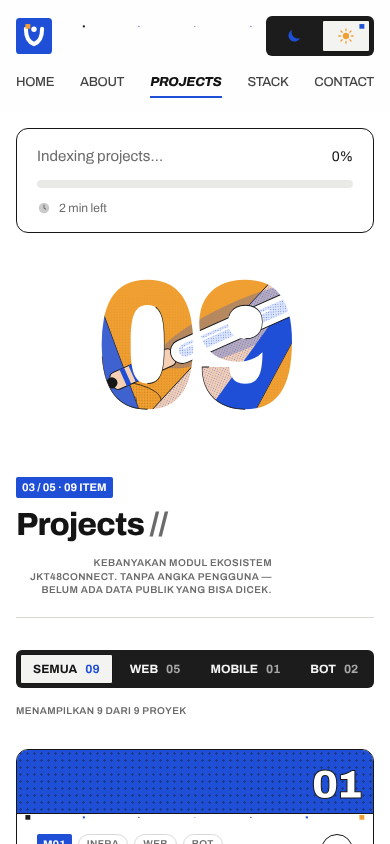 HOME ABOUT PROJECTS STACK CONTACT
Indexing projects... 0%
2 min left
09
03 / 05 · 09 ITEM
Projects //
KEBANYAKAN MODUL EKOSISTEM
JKT48CONNECT. TANPA ANGKA PENGGUNA —
BELUM ADA DATA PUBLIK YANG BISA DICEK.
SEMUA 09 WEB 05 MOBILE 01 BOT 02
MENAMPILKAN 9 DARI 9 PROYEK
01
M01 INFRA WEB BOT